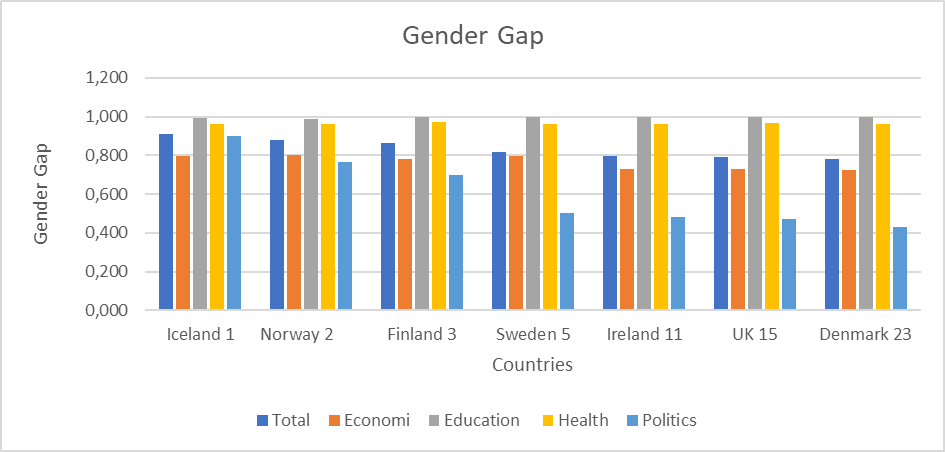 Gender Gap
1,200
1,000
0,800
0,600
0,400
0,200
0,000
Gender Gap
Iceland 1 Norway 2 Finland 3 Sweden 5 Ireland 11 UK 15 Denmark 23
Countries
Total Economi Education Health Politics